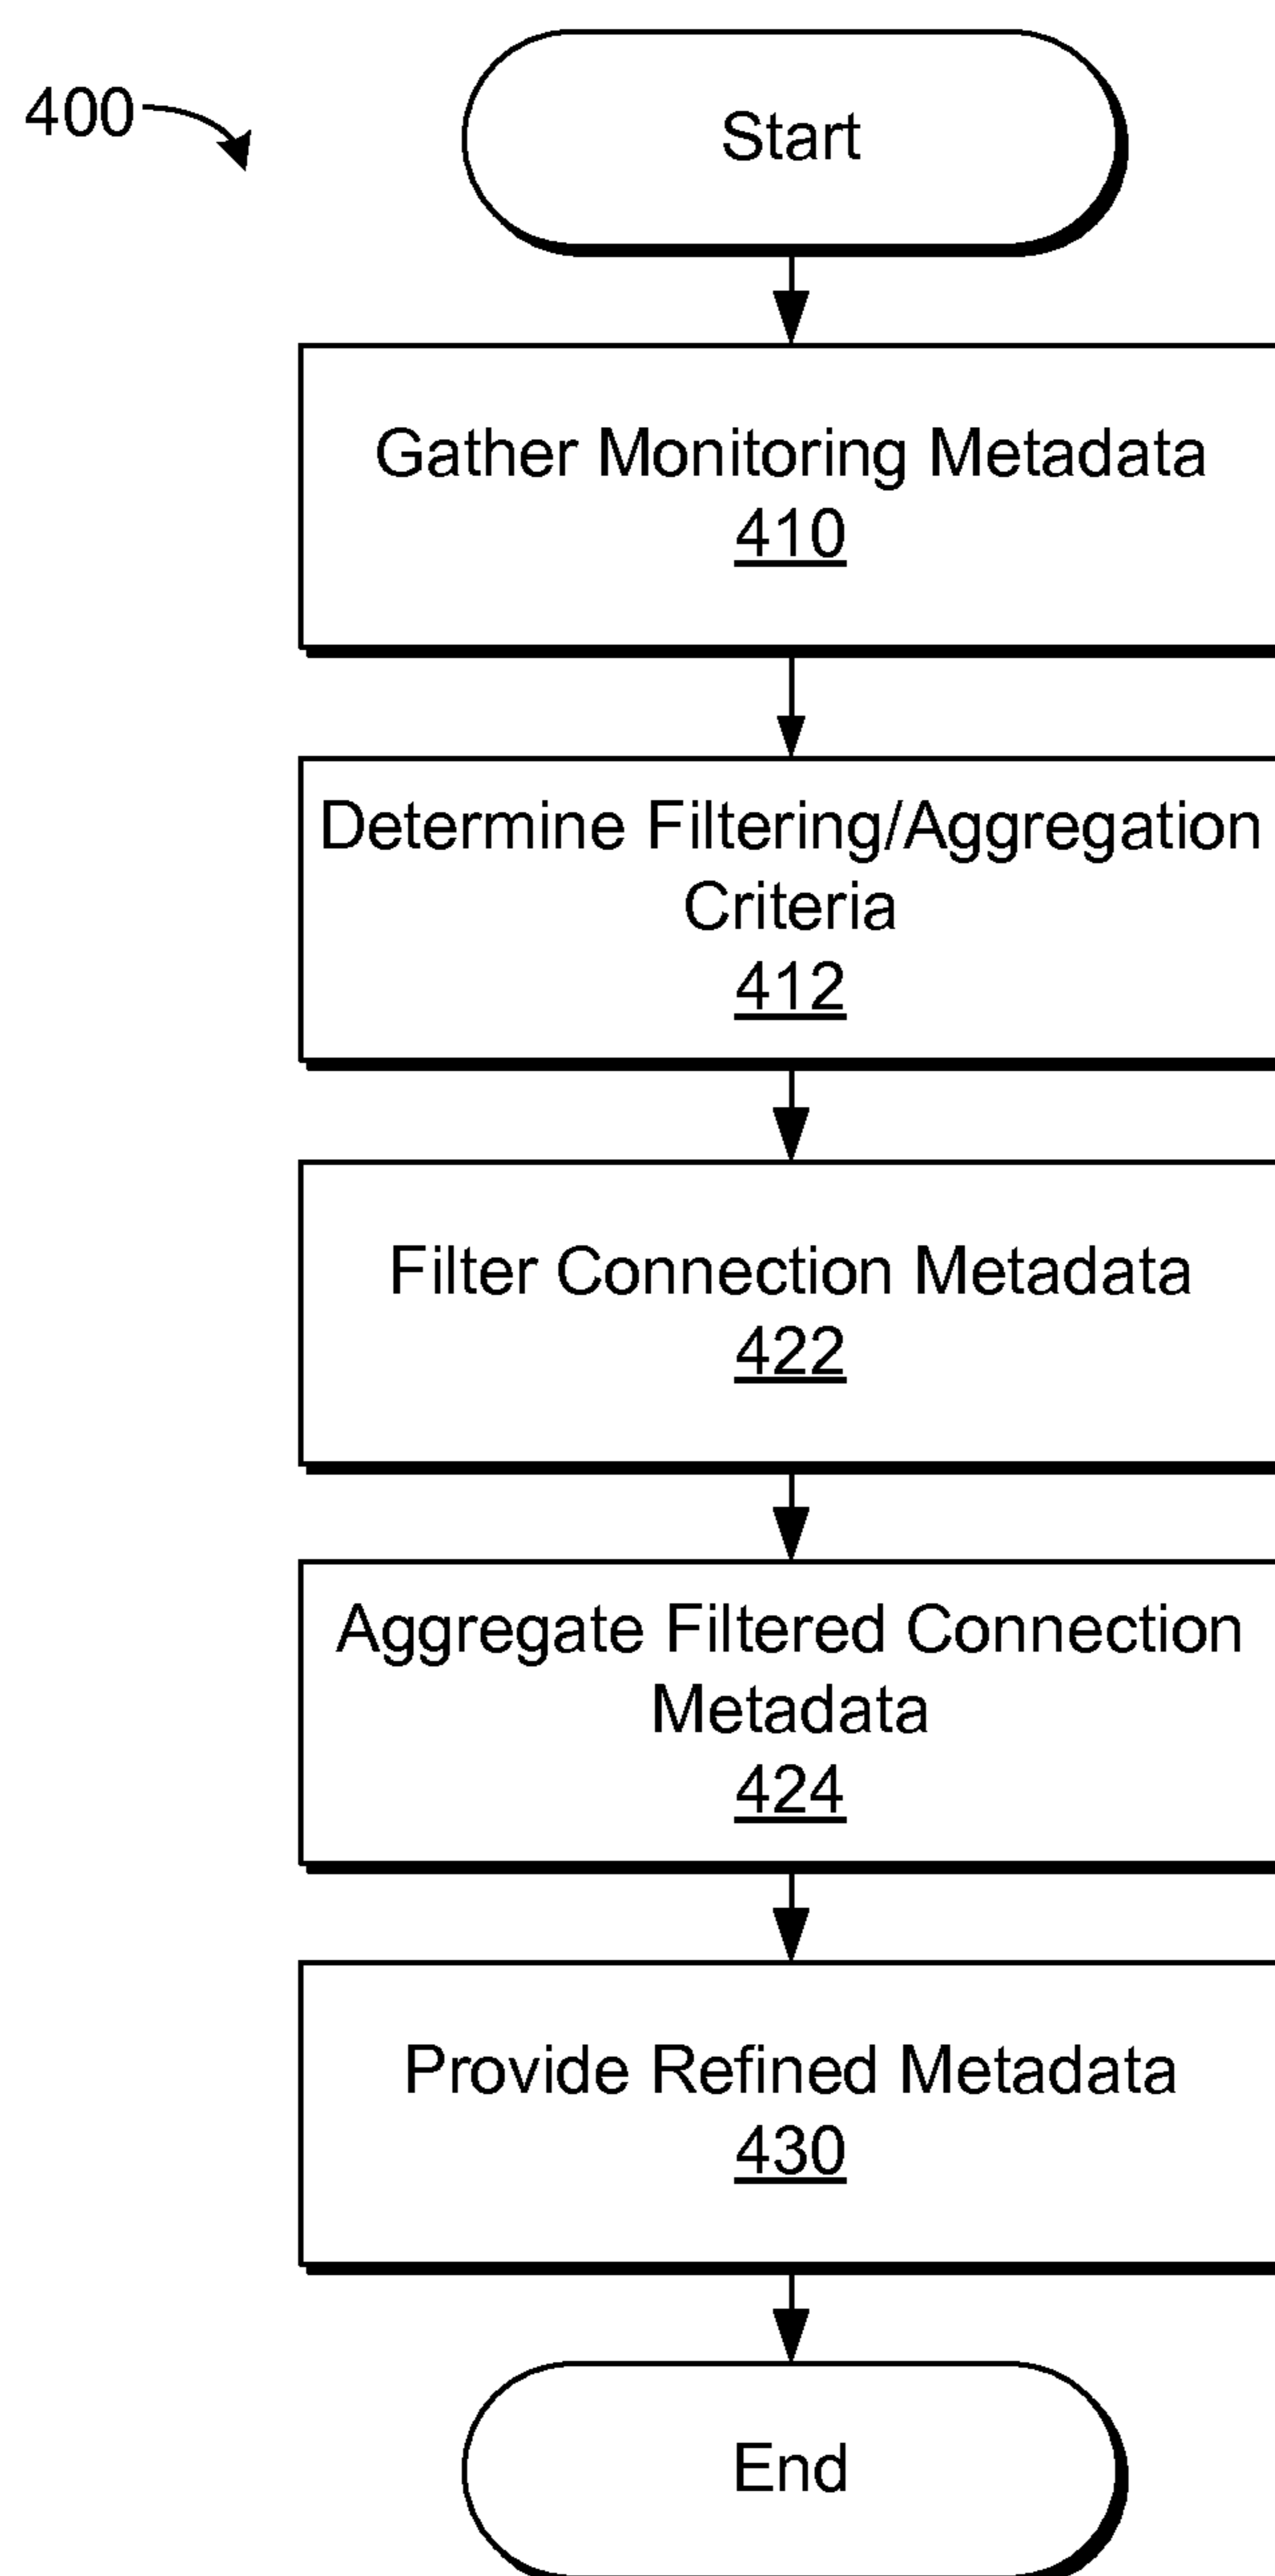 400
Start
Gather Monitoring Metadata
410
Determine Filtering/Aggregation
Criteria
412
Filter Connection Metadata
422
Aggregate Filtered Connection
Metadata
424
Provide Refined Metadata
430
End